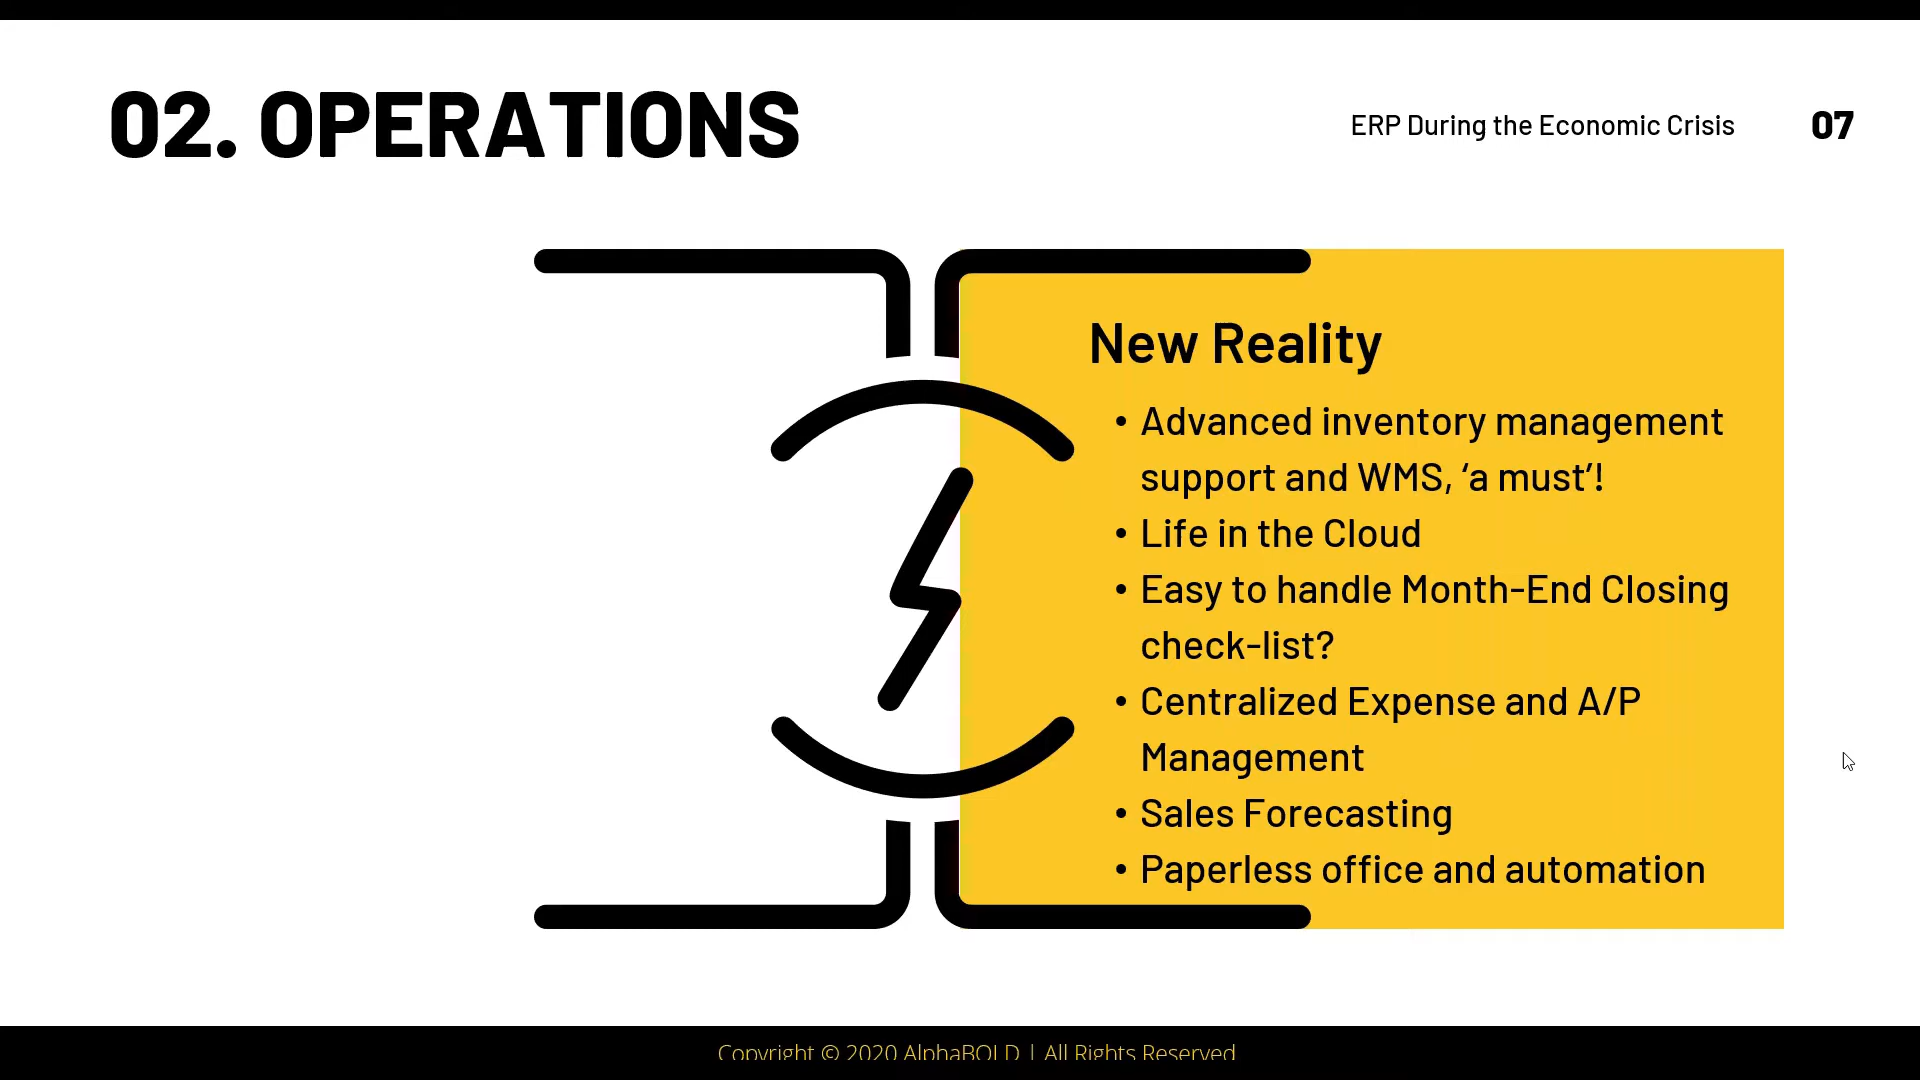 02. OPERATIONS
ERP During the Economic Crisis
07
New Reality
• Advanced inventory management
support and WMS, ‘a must’!
• Life in the Cloud
• Easy to handle Month-End Closing
check-list?
• Centralized Expense and A/P
Management
• Sales Forecasting
• Paperless office and automation
Copyright © 2020 AlphaBOLD | All Rights Reserved